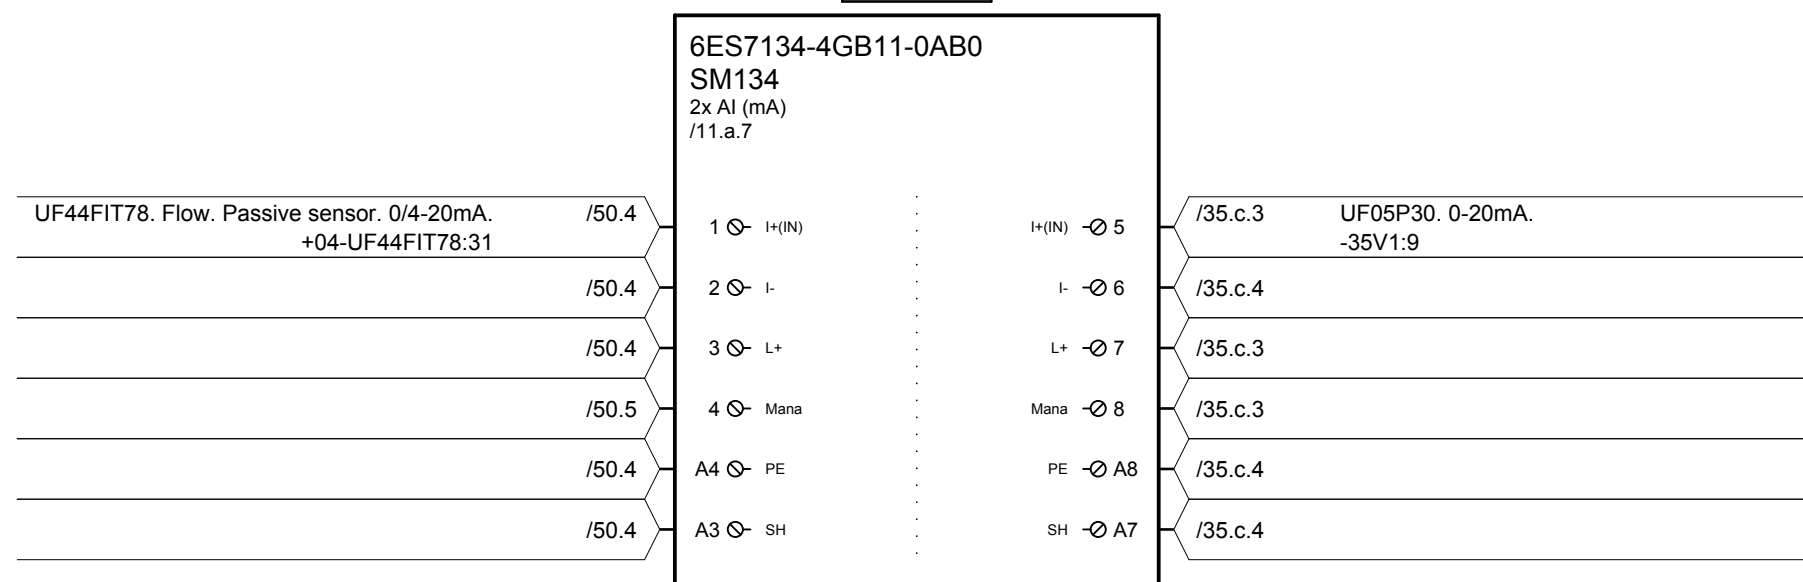 6ES7134-4GB11-0AB0
SM134
2x AI (mA)
/11.a.7
UF44FIT78. Flow. Passive sensor. 0/4-20mA. /50.4 1 I+(IN) I+(IN) 5 /35.c.3 UF05P30. 0-20mA.
+04-UF44FIT78:31 -35V1:9
/50.4 2 I- I- 6 /35.c.4
/50.4 3 L+ L+ 7 /35.c.3
/50.5 4 Mana Mana 8 /35.c.3
/50.4 A4 PE PE A8 /35.c.4
/50.4 A3 SH SH A7 /35.c.4